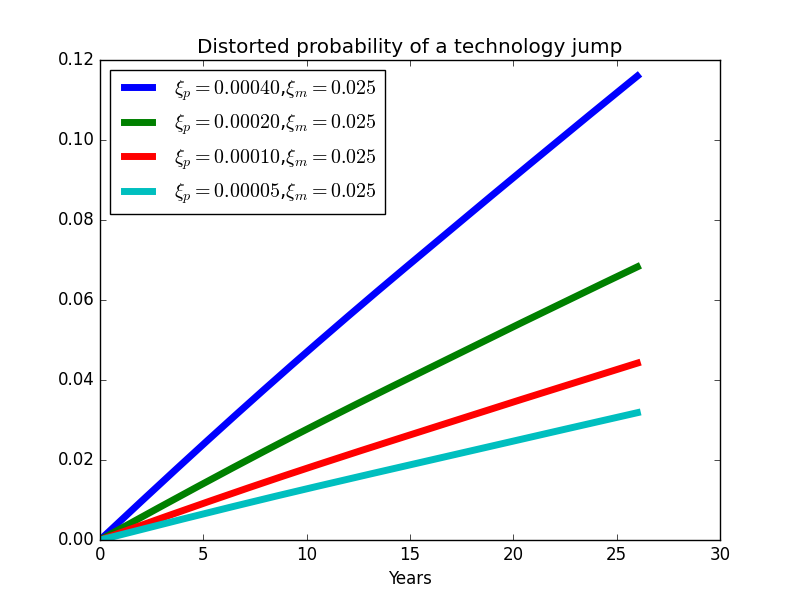 Distorted probability of a technology jump
0.12
0.10
0.08
0.06
0.04
0.02
0.00
ξp = 0.00040,ξm = 0.025
ξp = 0.00020,ξm = 0.025
ξp = 0.00010,ξm = 0.025
ξp = 0.00005,ξm = 0.025
0 5 10 15 20 25 30
Years